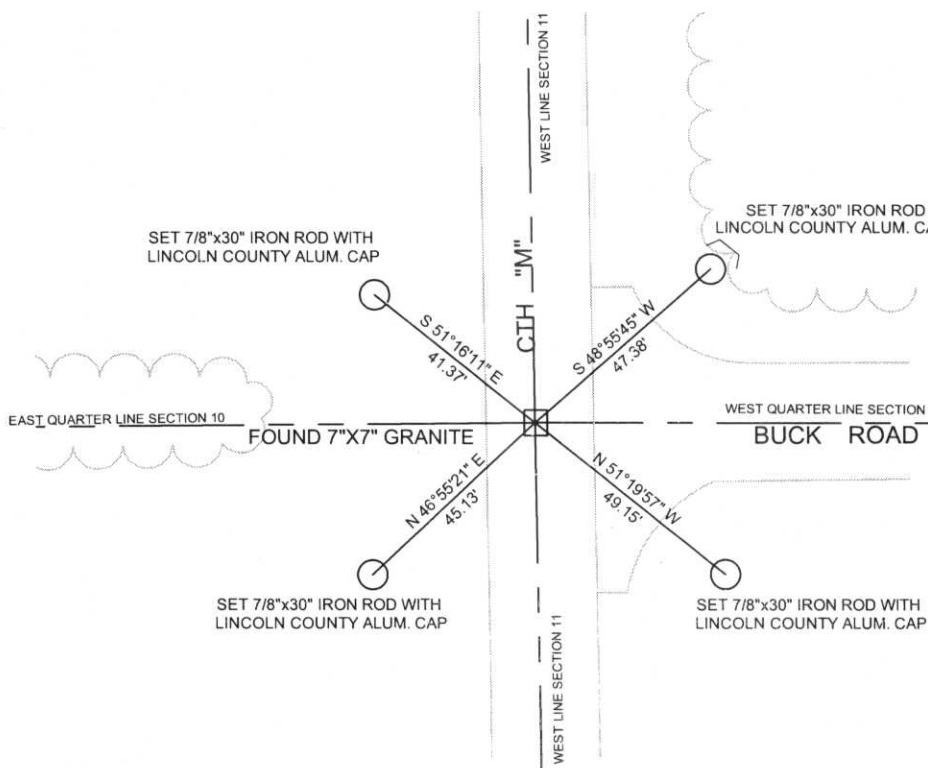 WEST LINE SECTION 11
SET 7/8"x30" IRON ROD WITH
LINCOLN COUNTY ALUM. CAP
SET 7/8"x30" IRON ROD
LINCOLN COUNTY ALUM.
CTH "M"
S 51°16'11" E
41.37'
S 48°55'45" W
47.38'
EAST QUARTER LINE SECTION 10
FOUND 7"X7" GRANITE
WEST QUARTER LINE SECTION
BUCK ROAD
N 46°55'21" E
45.13'
N 51°19'57" W
49.15'
SET 7/8"x30" IRON ROD WITH
LINCOLN COUNTY ALUM. CAP
SET 7/8"x30" IRON ROD WITH
LINCOLN COUNTY ALUM. CAP
WEST LINE SECTION 11